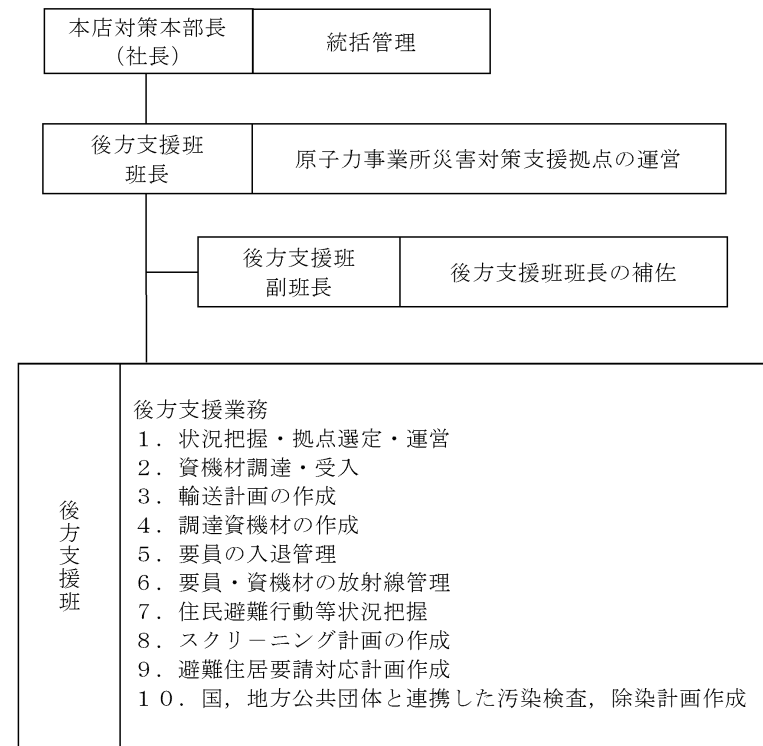 本店対策本部長
（社長）
統括管理
後方支援班
班長
原子力事業所災害対策支援拠点の運営
後方支援班
副班長
後方支援班班長の補佐
後方支援班
後方支援業務
１．状況把握・拠点選定・運営
２．資機材調達・受入
３．輸送計画の作成
４．調達資機材の作成
５．要員の入退管理
６．要員・資機材の放射線管理
７．住民避難行動等状況把握
８．スクリーニング計画の作成
９．避難住居要請対応計画作成
１０．国，地方公共団体と連携した汚染検査，除染計画作成